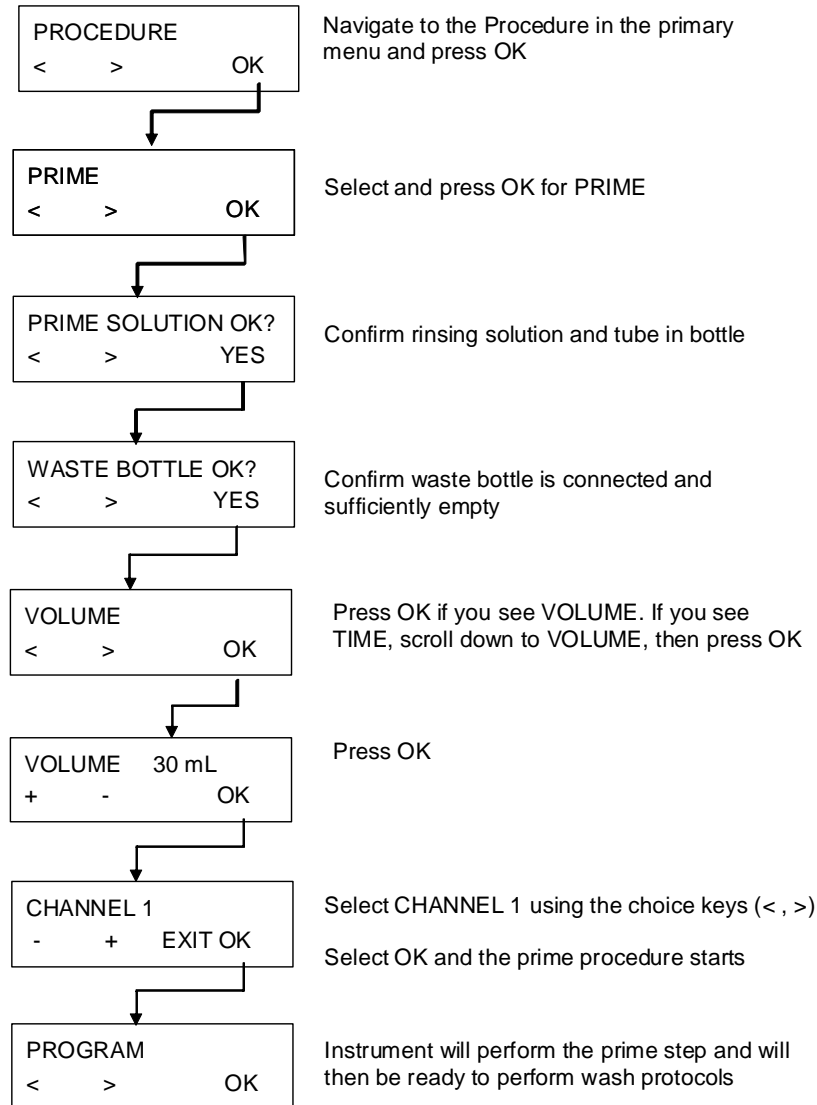 PROCEDURE
< > OK
Navigate to the Procedure in the primary
menu and press OK
PRIME
< > OK
Select and press OK for PRIME
PRIME SOLUTION OK?
< > YES
Confirm rinsing solution and tube in bottle
WASTE BOTTLE OK?
< > YES
Confirm waste bottle is connected and
sufficiently empty
VOLUME
< > OK
Press OK if you see VOLUME. If you see
TIME, scroll down to VOLUME, then press OK
VOLUME 30 mL
+ - OK
Press OK
CHANNEL 1
- + EXIT OK
Select CHANNEL 1 using the choice keys (< , >)
Select OK and the prime procedure starts
PROGRAM
< > OK
Instrument will perform the prime step and will
then be ready to perform wash protocols